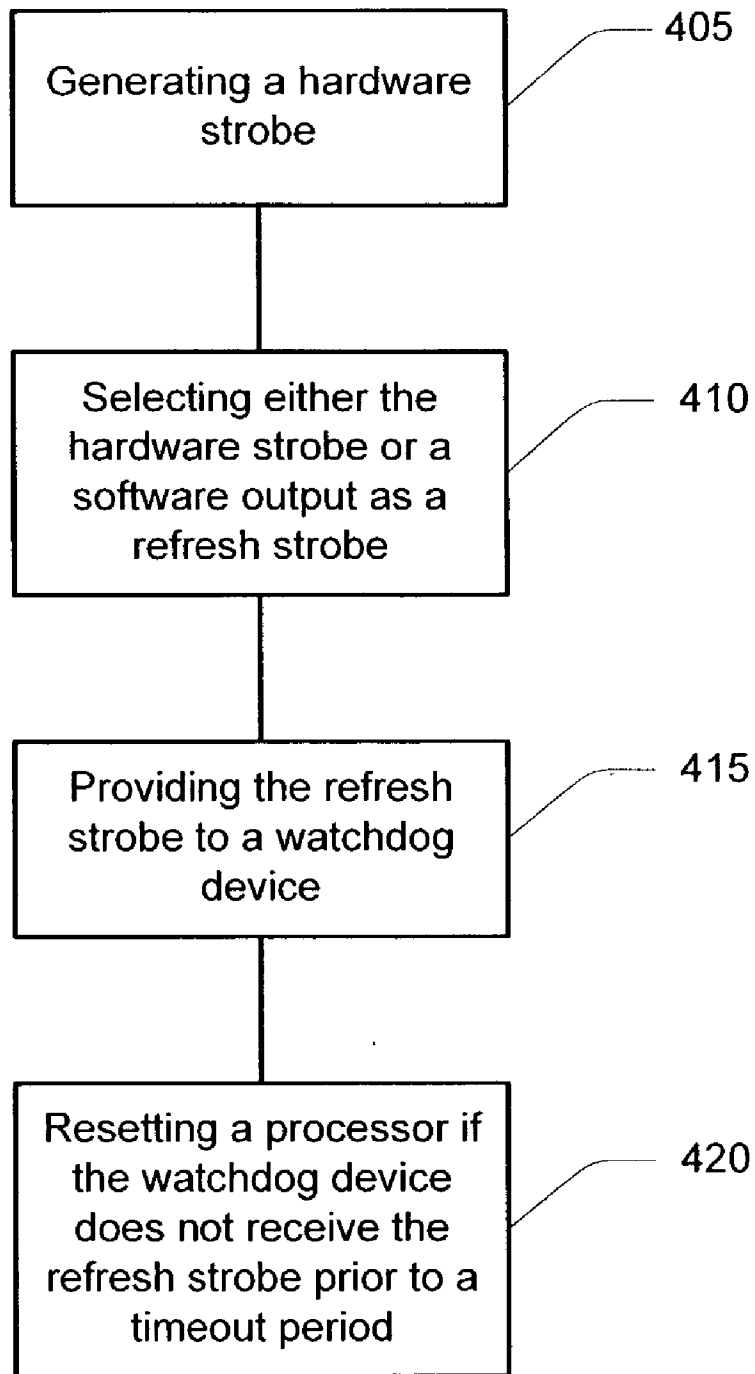 405
Generating a hardware
strobe
410
Selecting either the
hardware strobe or a
software output as a
refresh strobe
415
Providing the refresh
strobe to a watchdog
device
420
Resetting a processor if
the watchdog device
does not receive the
refresh strobe prior to a
timeout period